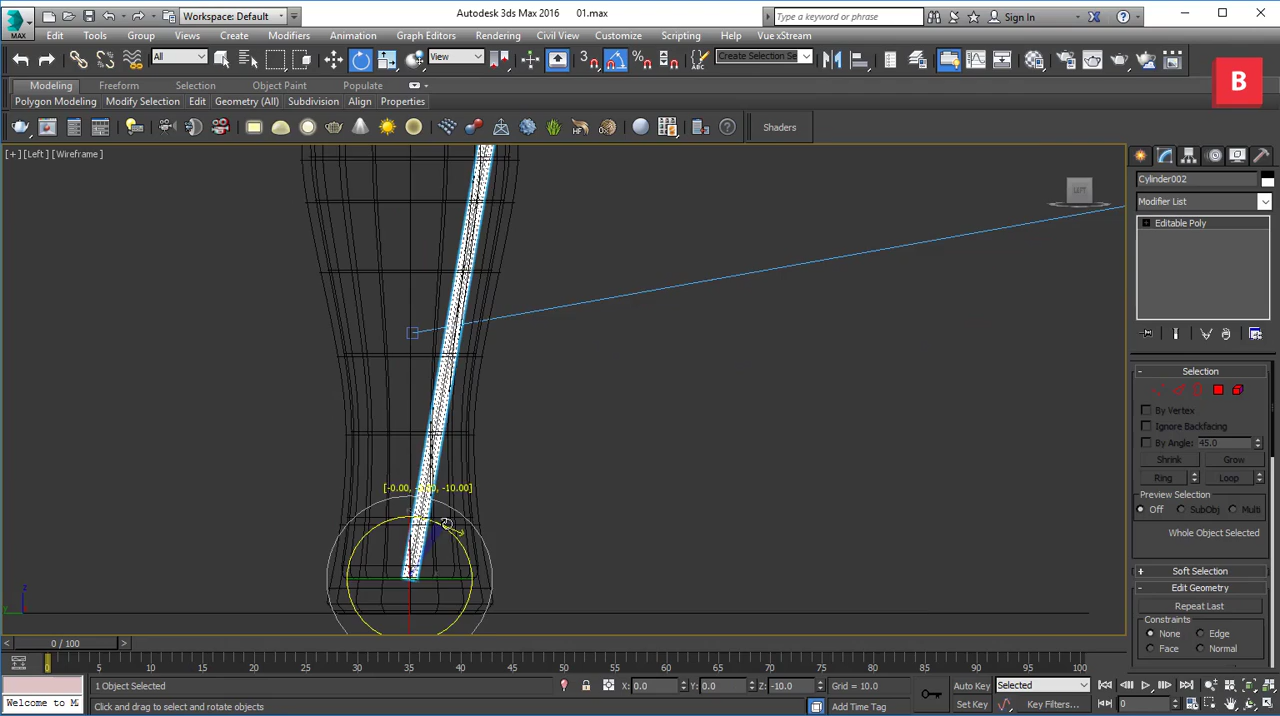 MAX
Workspace: Default
Autodesk 3ds Max 2016
01.max
Type a keyword or phrase
Sign In
Edit
Tools
Group
Views
Create
Modifiers
Animation
Graph Editors
Rendering
Civil View
Customize
Scripting
Help
Vue xStream
All
View
3
Create Selection Se
B
Modeling
Freeform
Selection
Object Paint
Populate
Polygon Modeling
Modify Selection
Edit
Geometry (All)
Subdivision
Align
Properties
HF
Shaders
[+] [Left] [Wireframe]
Cylinder002
Modifier List
Editable Poly
Selection
By Vertex
Ignore Backfacing
By Angle: 45.0
Shrink
Grow
Ring
Loop
Preview Selection
Off
SubObj
Multi
Whole Object Selected
Soft Selection
Edit Geometry
Repeat Last
Constraints
None
Edge
Face
Normal
z
y
0 / 100
0
5
10
15
20
25
30
35
40
45
50
55
60
65
70
75
80
85
90
95
100
1 Object Selected
X: 0.0
Y: 0.0
Z: -10.0
Grid = 10.0
Auto Key
Selected
Welcome to M
Click and drag to select and rotate objects
Add Time Tag
Set Key
Key Filters...
0